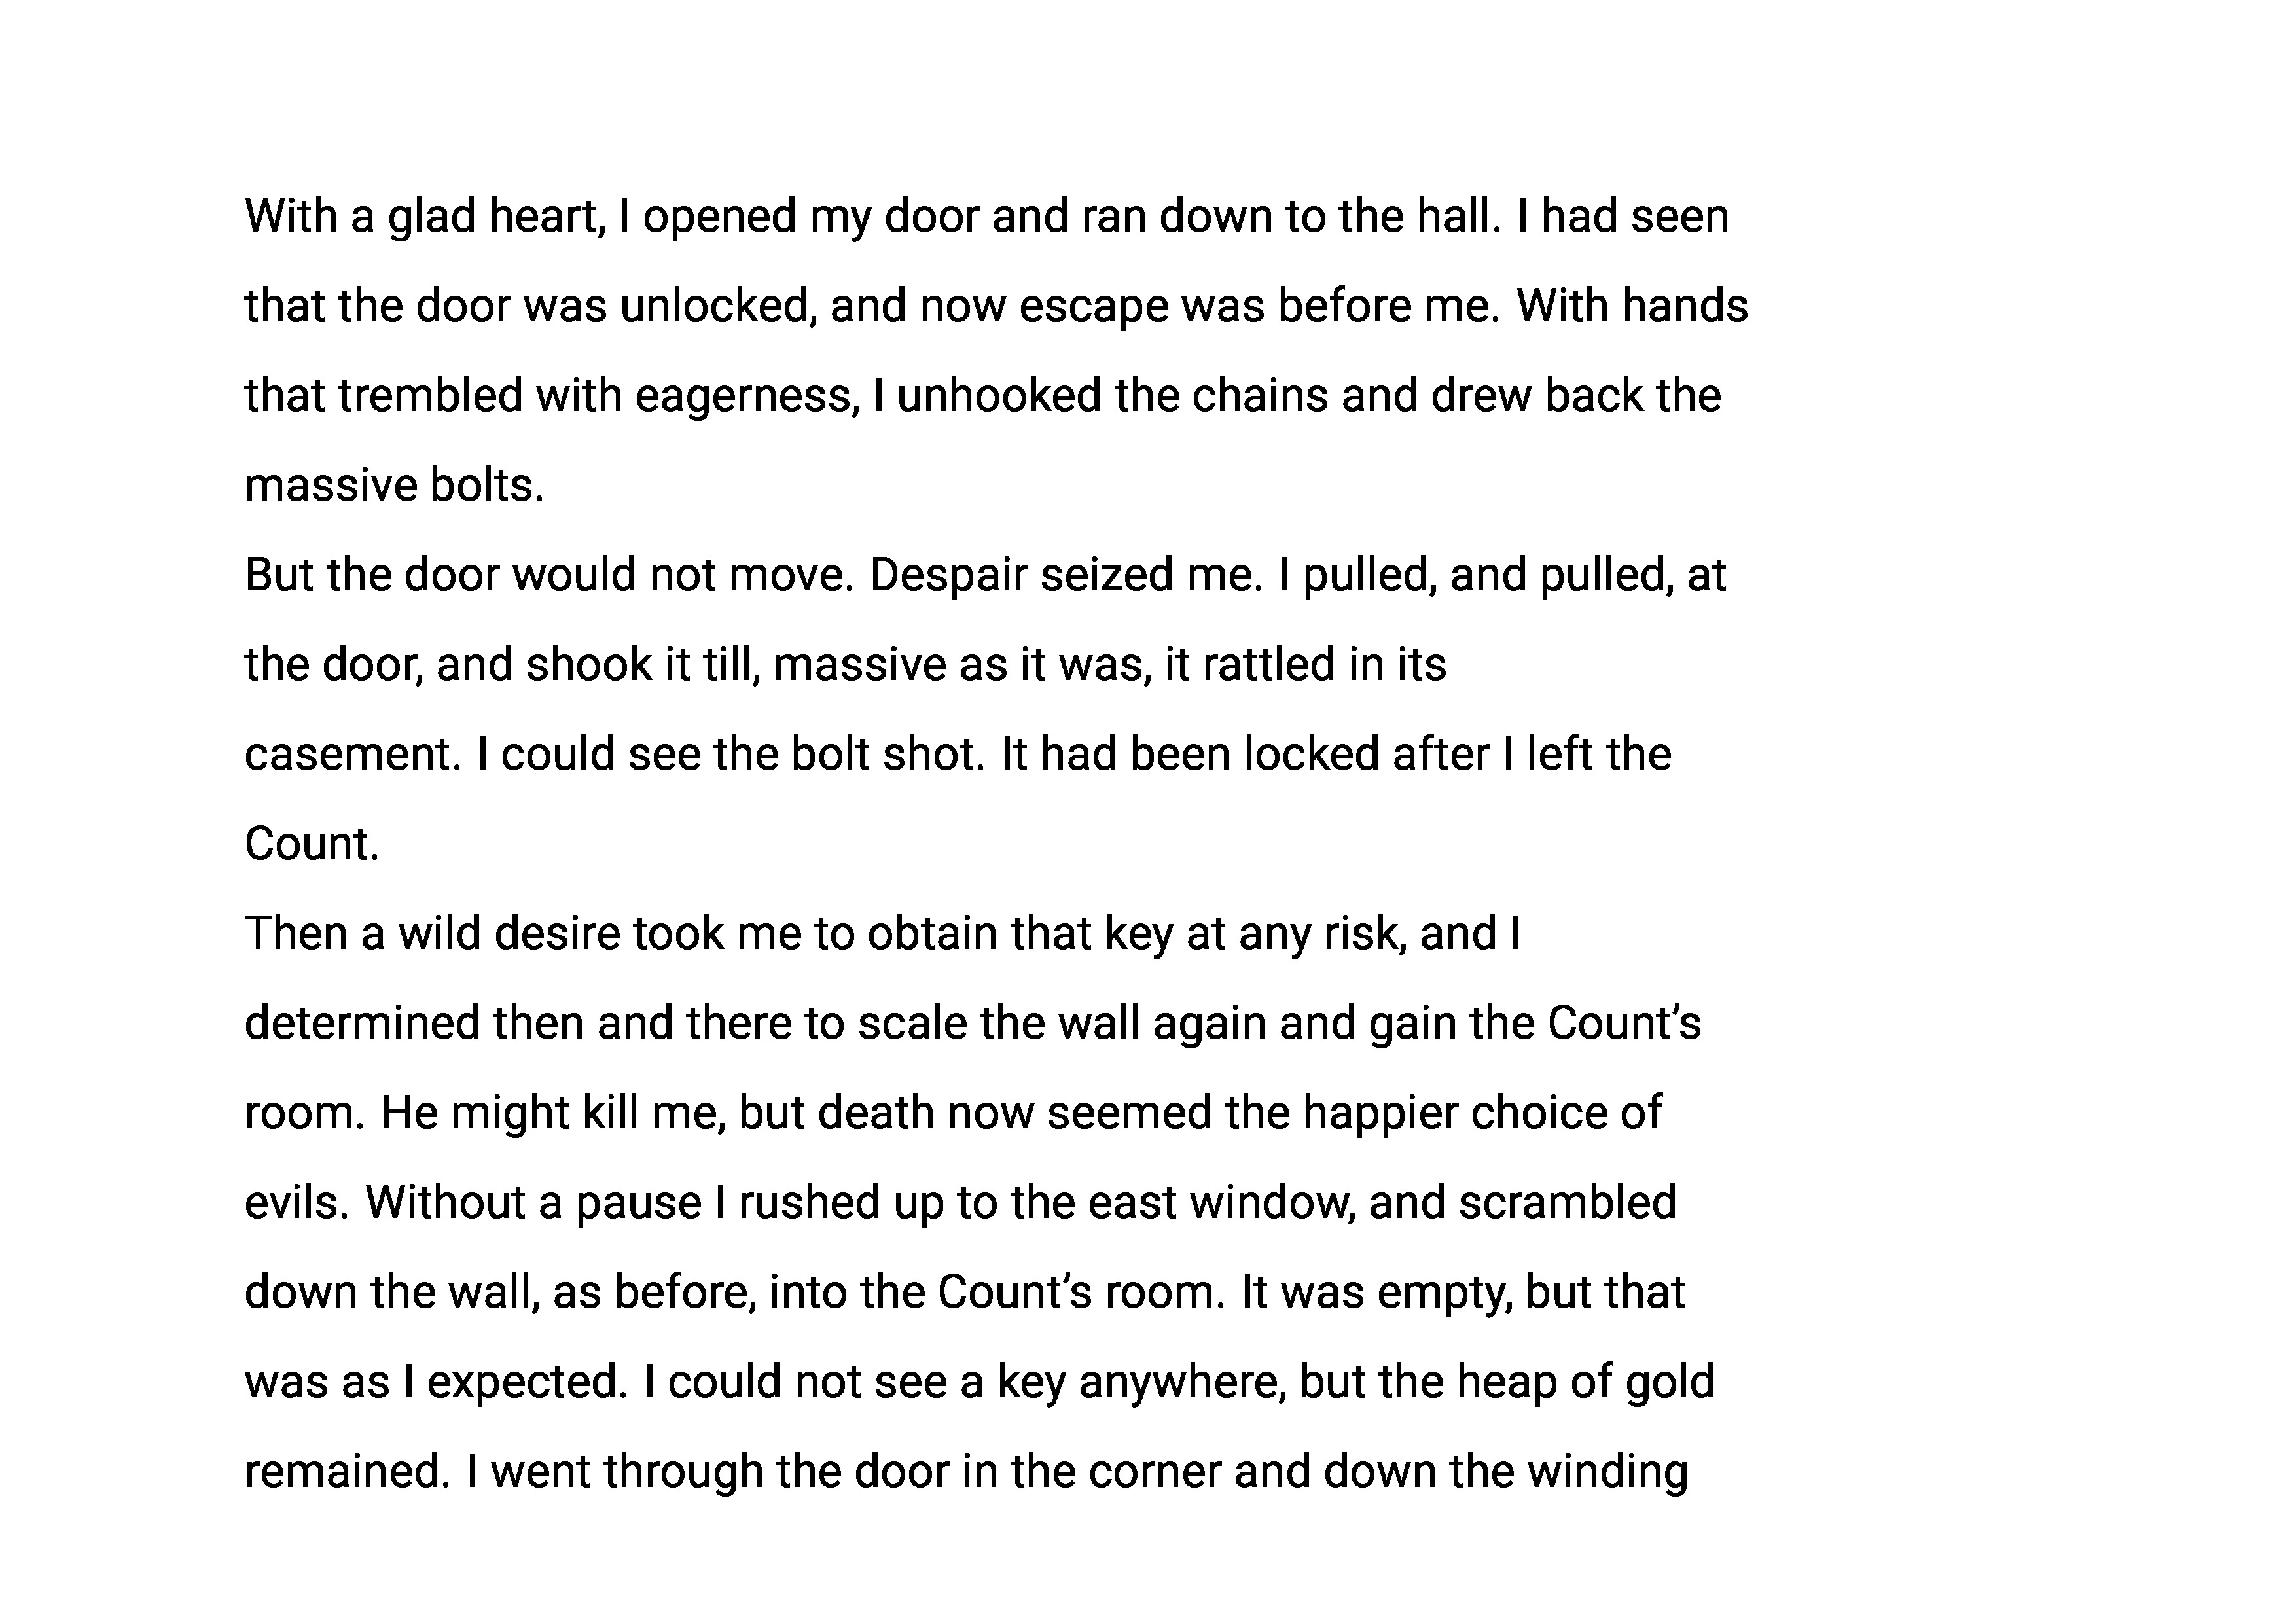 With a glad heart, I opened my door and ran down to the hall. I had seen
that the door was unlocked, and now escape was before me. With hands
that trembled with eagerness, I unhooked the chains and drew back the
massive bolts.
But the door would not move. Despair seized me. I pulled, and pulled, at
the door, and shook it till, massive as it was, it rattled in its
casement. I could see the bolt shot. It had been locked after I left the
Count.
Then a wild desire took me to obtain that key at any risk, and I
determined then and there to scale the wall again and gain the Count’s
room. He might kill me, but death now seemed the happier choice of
evils. Without a pause I rushed up to the east window, and scrambled
down the wall, as before, into the Count’s room. It was empty, but that
was as I expected. I could not see a key anywhere, but the heap of gold
remained. I went through the door in the corner and down the winding